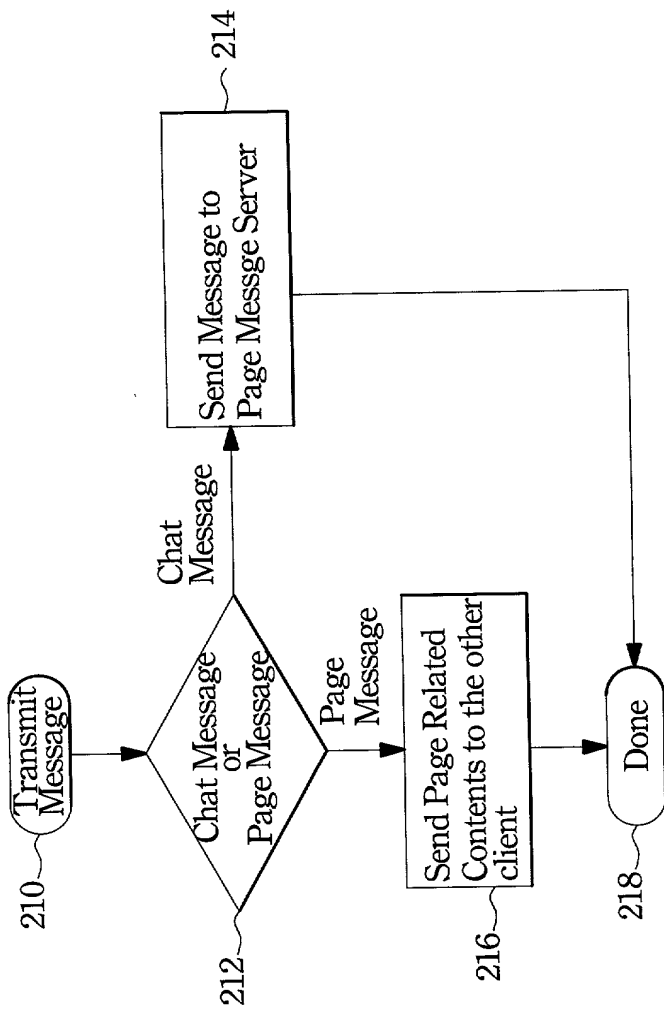 210
Transmit
Message
212
Chat Message
or
Page Message
Chat
Message
214
Send Message to
Page Messge Server
Page
Message
216
Send Page Related
Contents to the other
client
218
Done